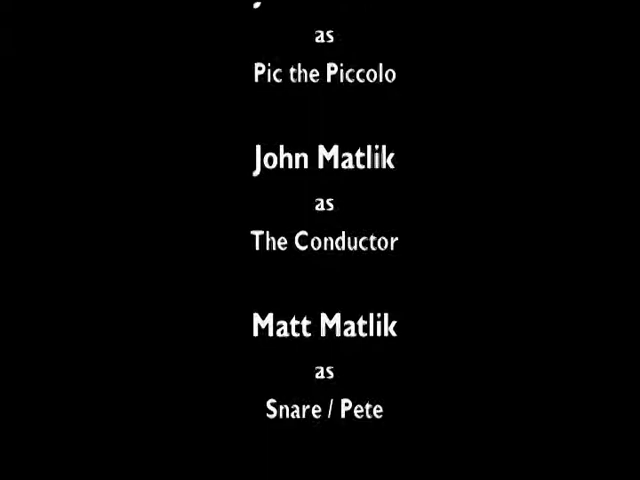 as
Pic the Piccolo
John Matlik
as
The Conductor
Matt Matlik
as
Snare / Pete